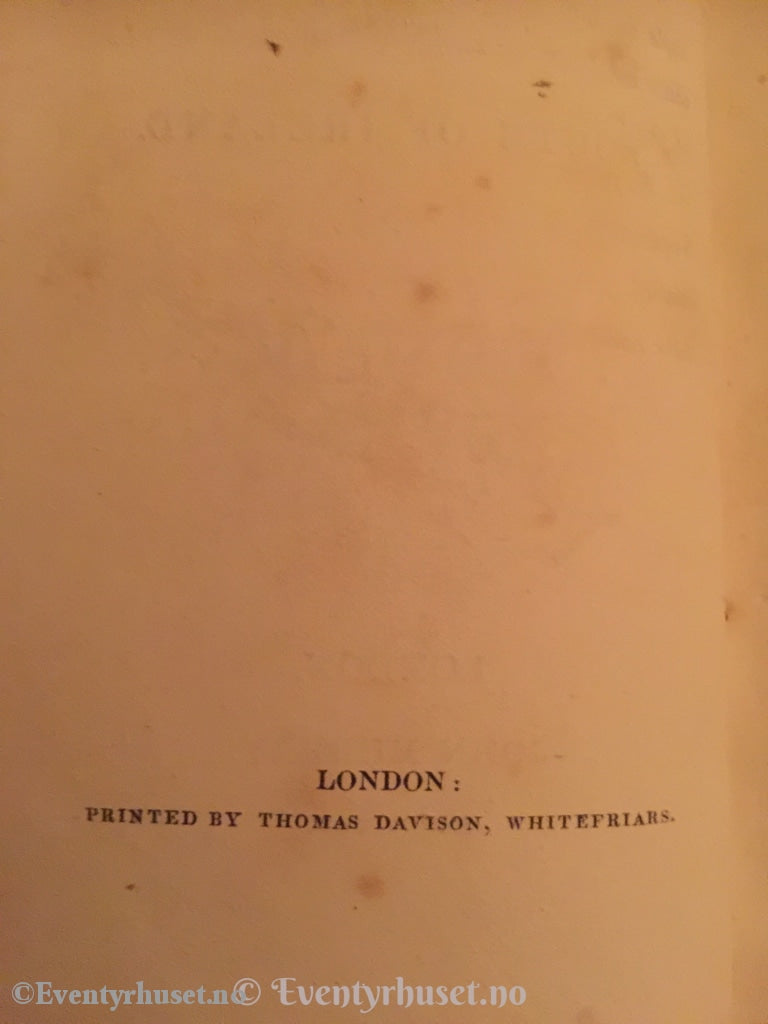 LONDON:
PRINTED BY THOMAS DAVISON, WHITEFRIARS.
©Eventyrhuset.no
© Eventyrhuset.no